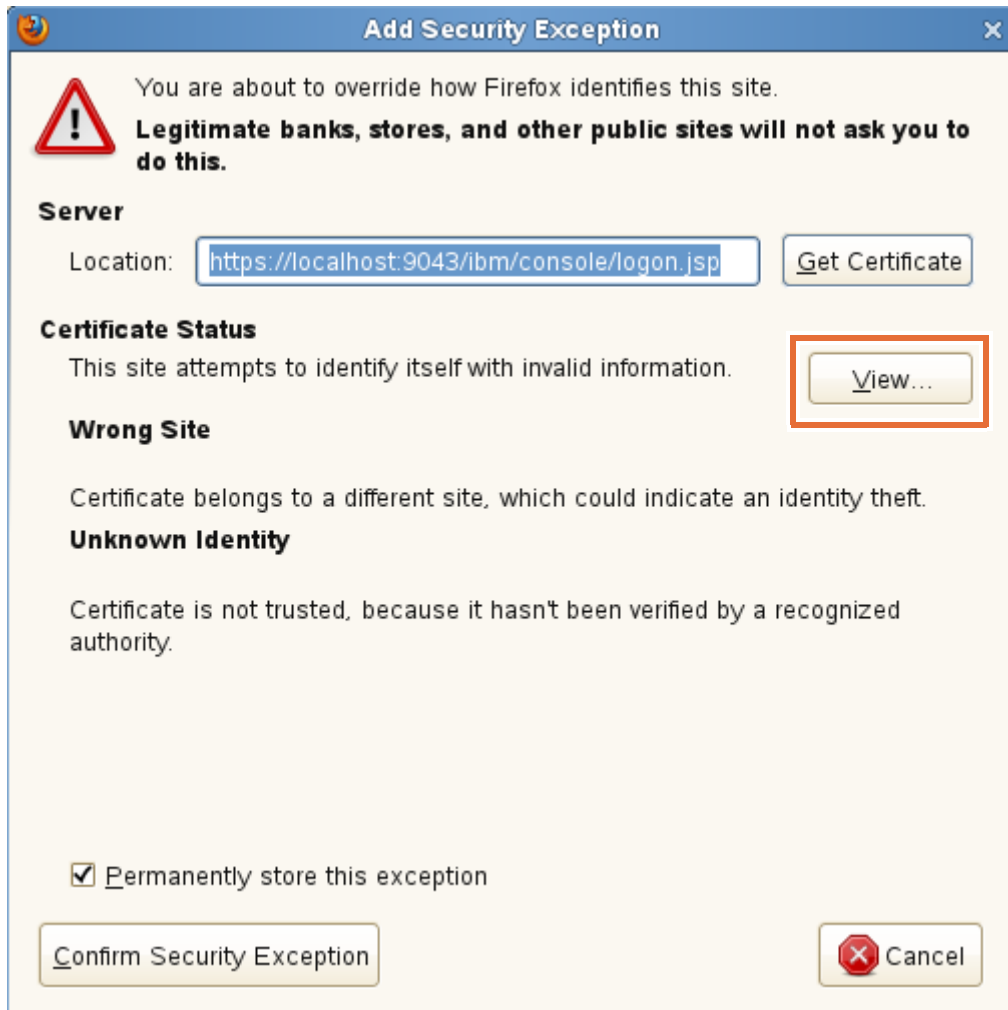 Add Security Exception
You are about to override how Firefox identifies this site.
Legitimate banks, stores, and other public sites will not ask you to
do this.
Server
Location: https://localhost:9043/ibm/console/logon.jsp Get Certificate
Certificate Status
This site attempts to identify itself with invalid information.
View...
Wrong Site
Certificate belongs to a different site, which could indicate an identity theft.
Unknown Identity
Certificate is not trusted, because it hasn't been verified by a recognized
authority.
Permanently store this exception
Confirm Security Exception Cancel